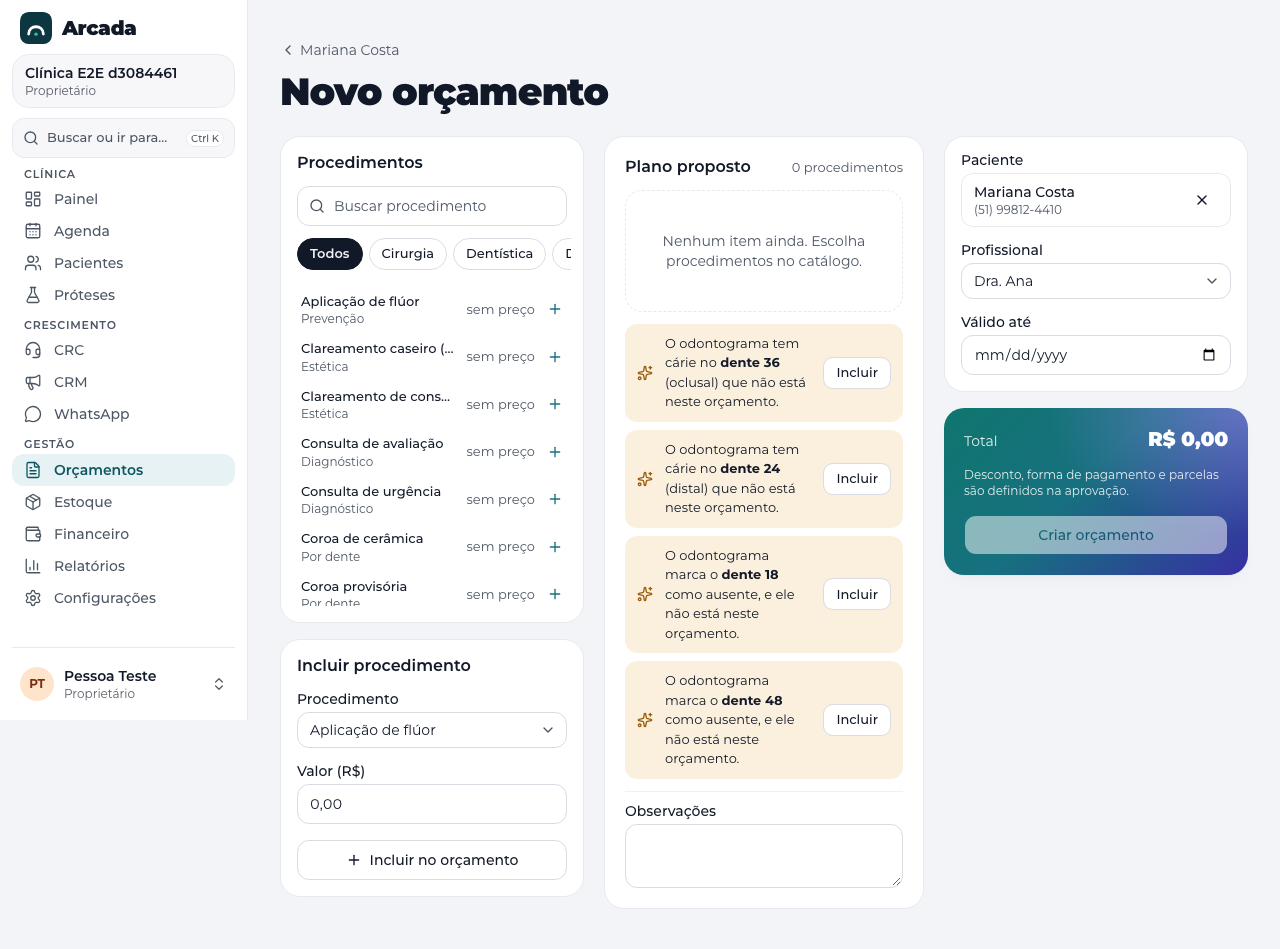 Arcada
Clínica E2E d3084461
Proprietário
Buscar ou ir para... Ctrl K
CLÍNICA
Painel
Agenda
Pacientes
Próteses
CRESCIMENTO
CRC
CRM
WhatsApp
GESTÃO
Orçamentos
Estoque
Financeiro
Relatórios
Configurações
PT
Pessoa Teste
Proprietário
Mariana Costa
Novo orçamento
Procedimentos
Buscar procedimento
Todos Cirurgia Dentística
Aplicação de flúor
Prevenção
sem preço
Clareamento caseiro (...
Estética
sem preço
Clareamento de cons...
Estética
sem preço
Consulta de avaliação
Diagnóstico
sem preço
Consulta de urgência
Diagnóstico
sem preço
Coroa de cerâmica
Por dente
sem preço
Coroa provisória
Por dente
sem preço
Incluir procedimento
Procedimento
Aplicação de flúor
Valor (R$)
0,00
+ Incluir no orçamento
Plano proposto
0 procedimentos
Nenhum item ainda. Escolha
procedimentos no catálogo.
O odontograma tem
cárie no dente 36
(oclusal) que não está
neste orçamento.
Incluir
O odontograma tem
cárie no dente 24
(distal) que não está
neste orçamento.
Incluir
O odontograma
marca o dente 18
como ausente, e ele
não está neste
orçamento.
Incluir
O odontograma
marca o dente 48
como ausente, e ele
não está neste
orçamento.
Incluir
Observações
Paciente
Mariana Costa
(51) 99812-4410
Profissional
Dra. Ana
Válido até
mm/dd/yyyy
Total R$ 0,00
Desconto, forma de pagamento e parcelas
são definidos na aprovação.
Criar orçamento